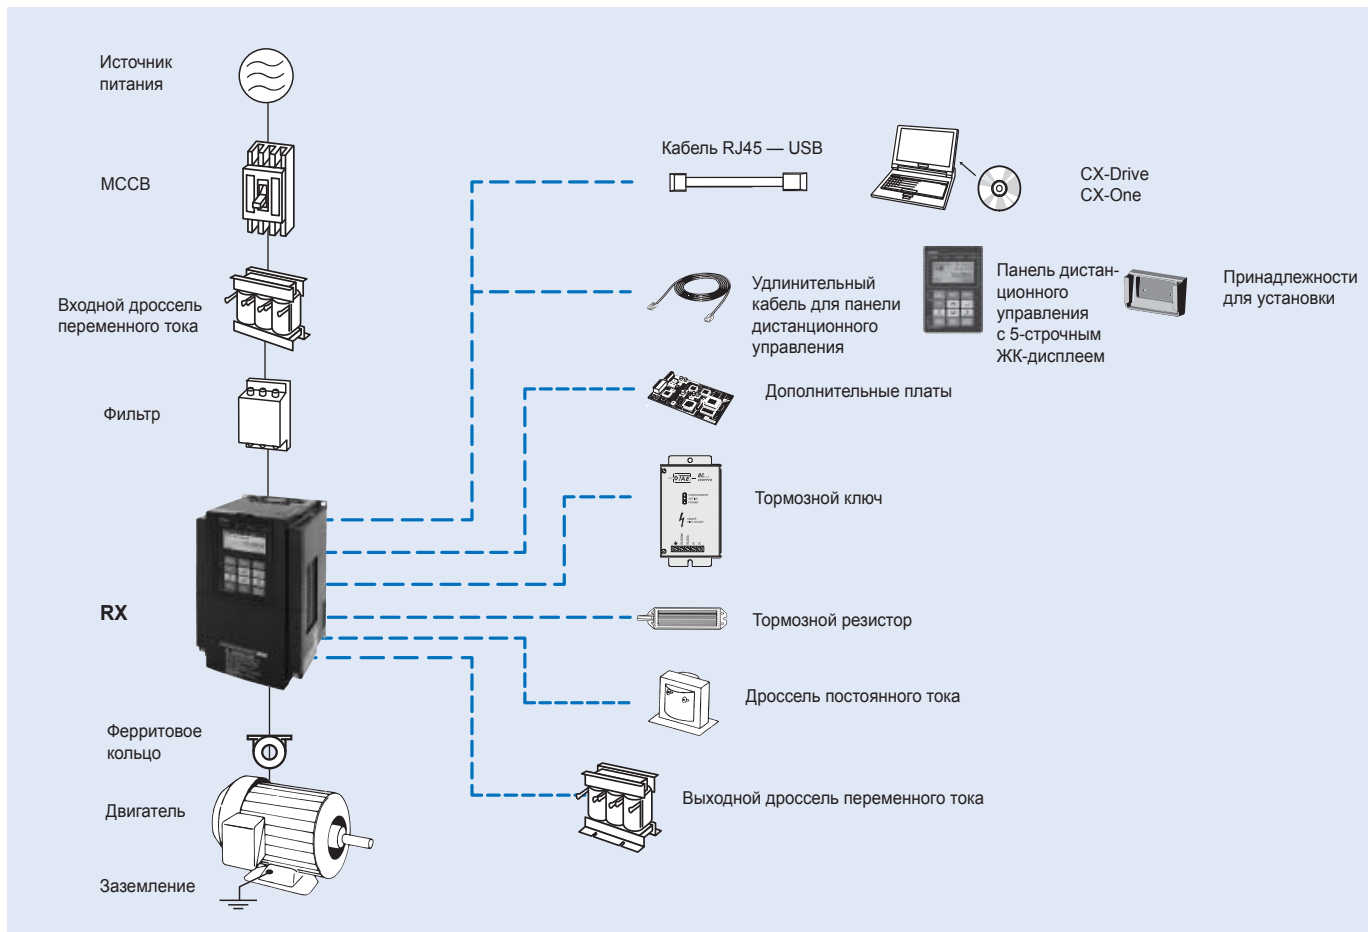 Источник
питания
МССВ
Входной дроссель
переменного тока
Фильтр
RX
Ферритовое
кольцо
Двигатель
Заземление
Кабель RJ45 — USB
CX-Drive
CX-One
Удлинительный
кабель для панели
дистанционного
управления
Панель дистан-
ционного
управления
с 5-строчным
ЖК-дисплеем
Принадлежности
для установки
Дополнительные платы
Тормозной ключ
Тормозной резистор
Дроссель постоянного тока
Выходной дроссель переменного тока